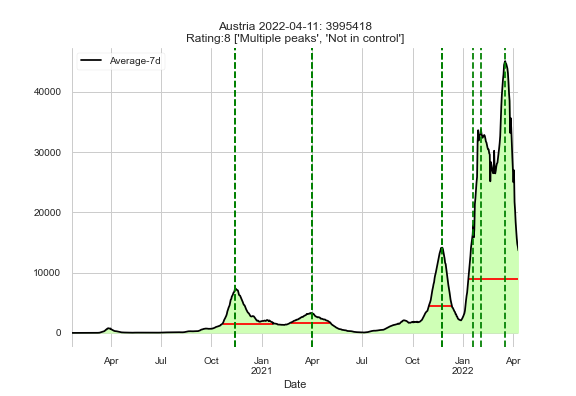 Austria 2022-04-11: 3995418
Rating:8 ['Multiple peaks', 'Not in control']
Average-7d
40000
30000
20000
10000
0
Apr Jul Oct Jan Apr Jul Oct Jan Apr
2021 2022
Date